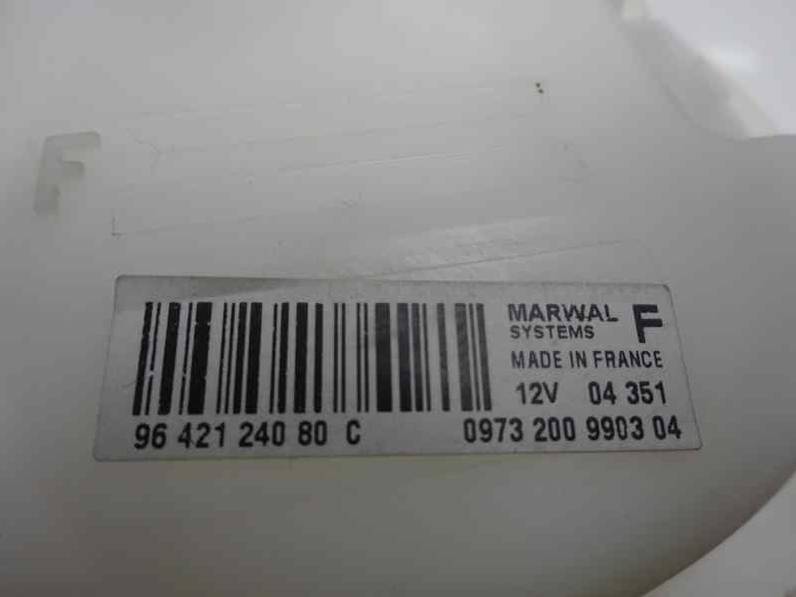 F
MARWAL F
SYSTEMS
MADE IN FRANCE
12V 04 351
96 421 240 80 C 0973 200 9903 04